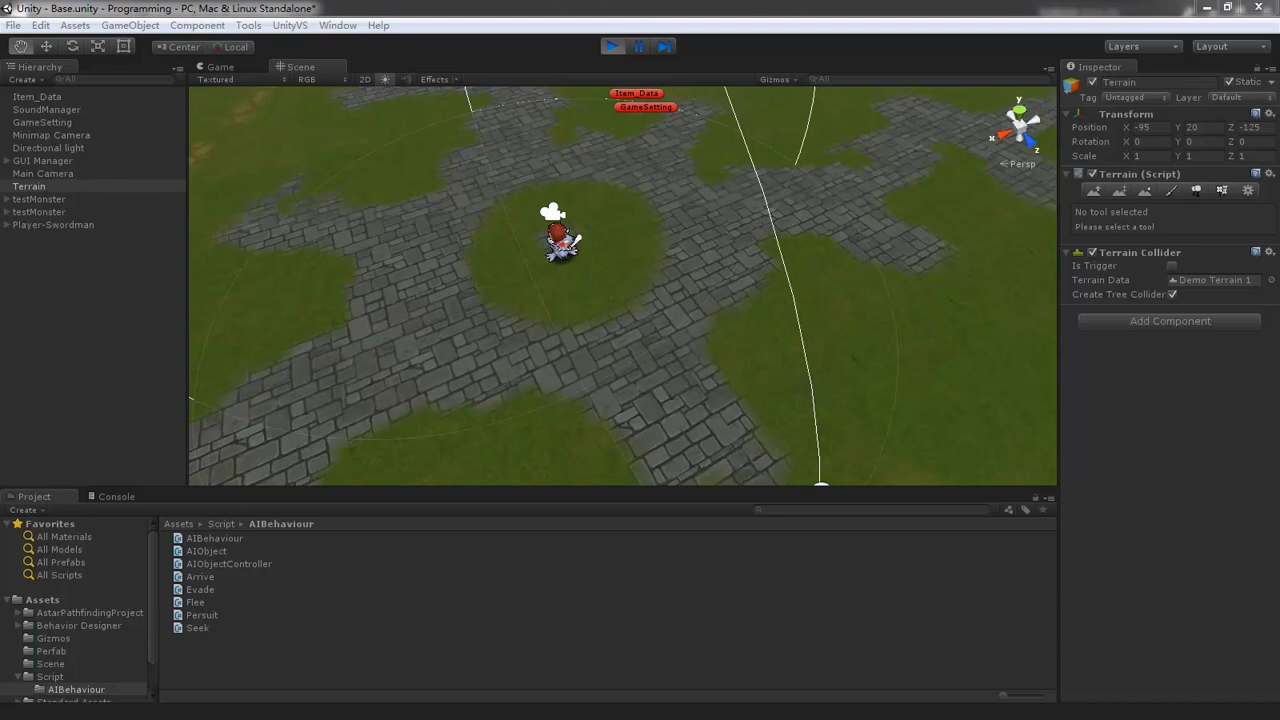 Unity - Base.unity - Programming - PC, Mac & Linux Standalone*
File Edit Assets GameObject Component Tools UnityVS Window Help
Center Local Layers Layout
Hierarchy Game Scene Inspector
Create All Textured RGB 2D Effects Gizmos All Terrain Static
Tag Untagged Layer Default
Item_Data
SoundManager
GameSetting
Minimap Camera
Directional light
GUI Manager
Main Camera
Terrain
testMonster
testMonster
Player-Swordman
Item_Data
GameSetting
y
x
z
Persp
Transform
Position X -95 Y 20 Z -125
Rotation X 0 Y 0 Z 0
Scale X 1 Y 1 Z 1
Terrain (Script)
No tool selected
Please select a tool
Terrain Collider
Is Trigger
Terrain Data Demo Terrain 1
Create Tree Collider
Add Component
Project Console
Create
Favorites
All Materials
All Models
All Prefabs
All Scripts
Assets
AstarPathfindingProject
Behavior Designer
Gizmos
Perfab
Scene
Script
AIBehaviour
Standard Assets
Assets Script AIBehaviour
AIBehaviour
AIObject
AIObjectController
Arrive
Evade
Flee
Persuit
Seek